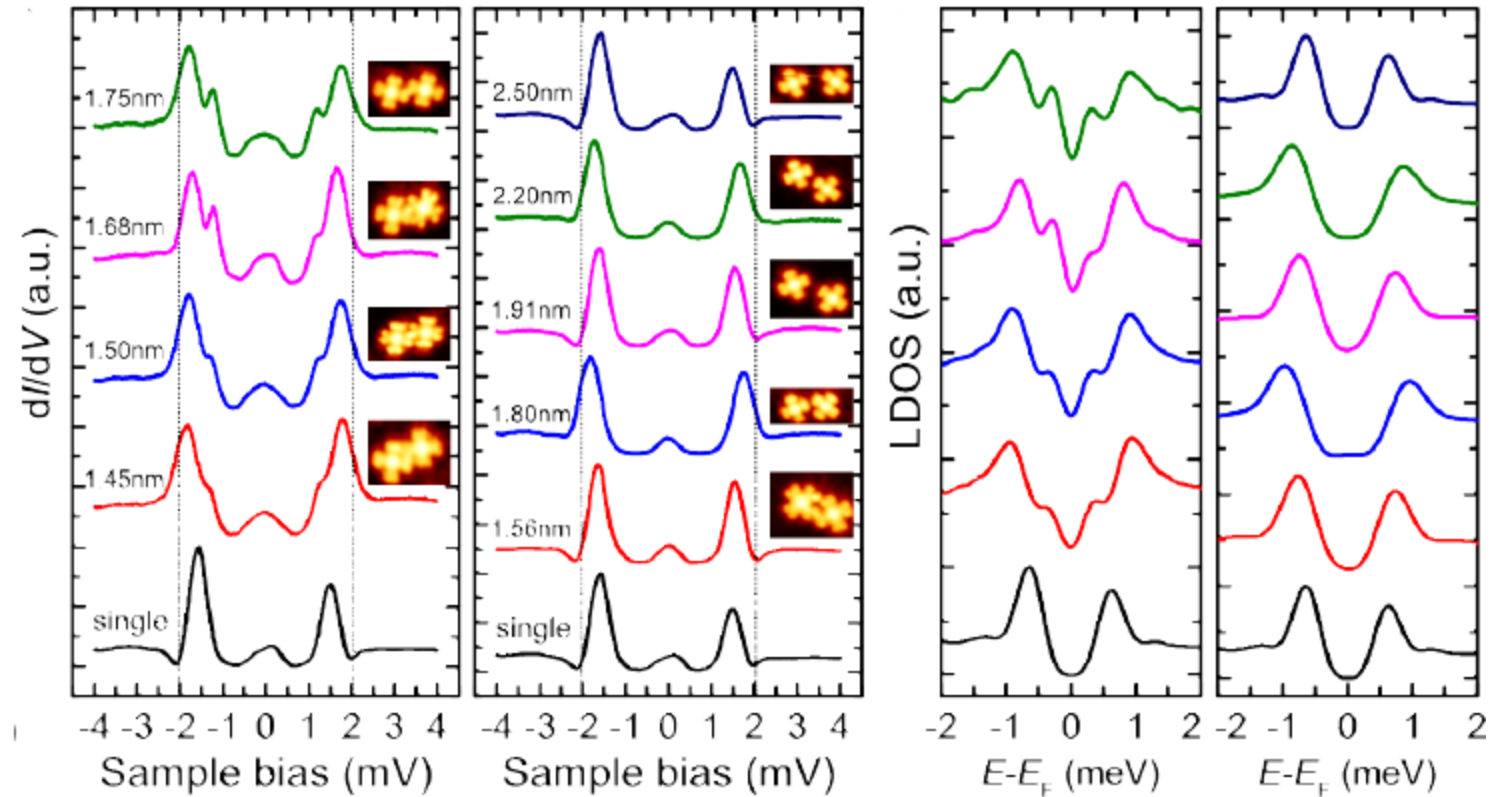 dI/dV (a.u.)
1.75nm
1.68nm
1.50nm
1.45nm
single
-4 -3 -2 -1 0 1 2 3 4
Sample bias (mV)
2.50nm
2.20nm
1.91nm
1.80nm
1.56nm
single
-4 -3 -2 -1 0 1 2 3 4
Sample bias (mV)
LDOS (a.u.)
-2 -1 0 1 2
E-E_F (meV)
-2 -1 0 1 2
E-E_F (meV)